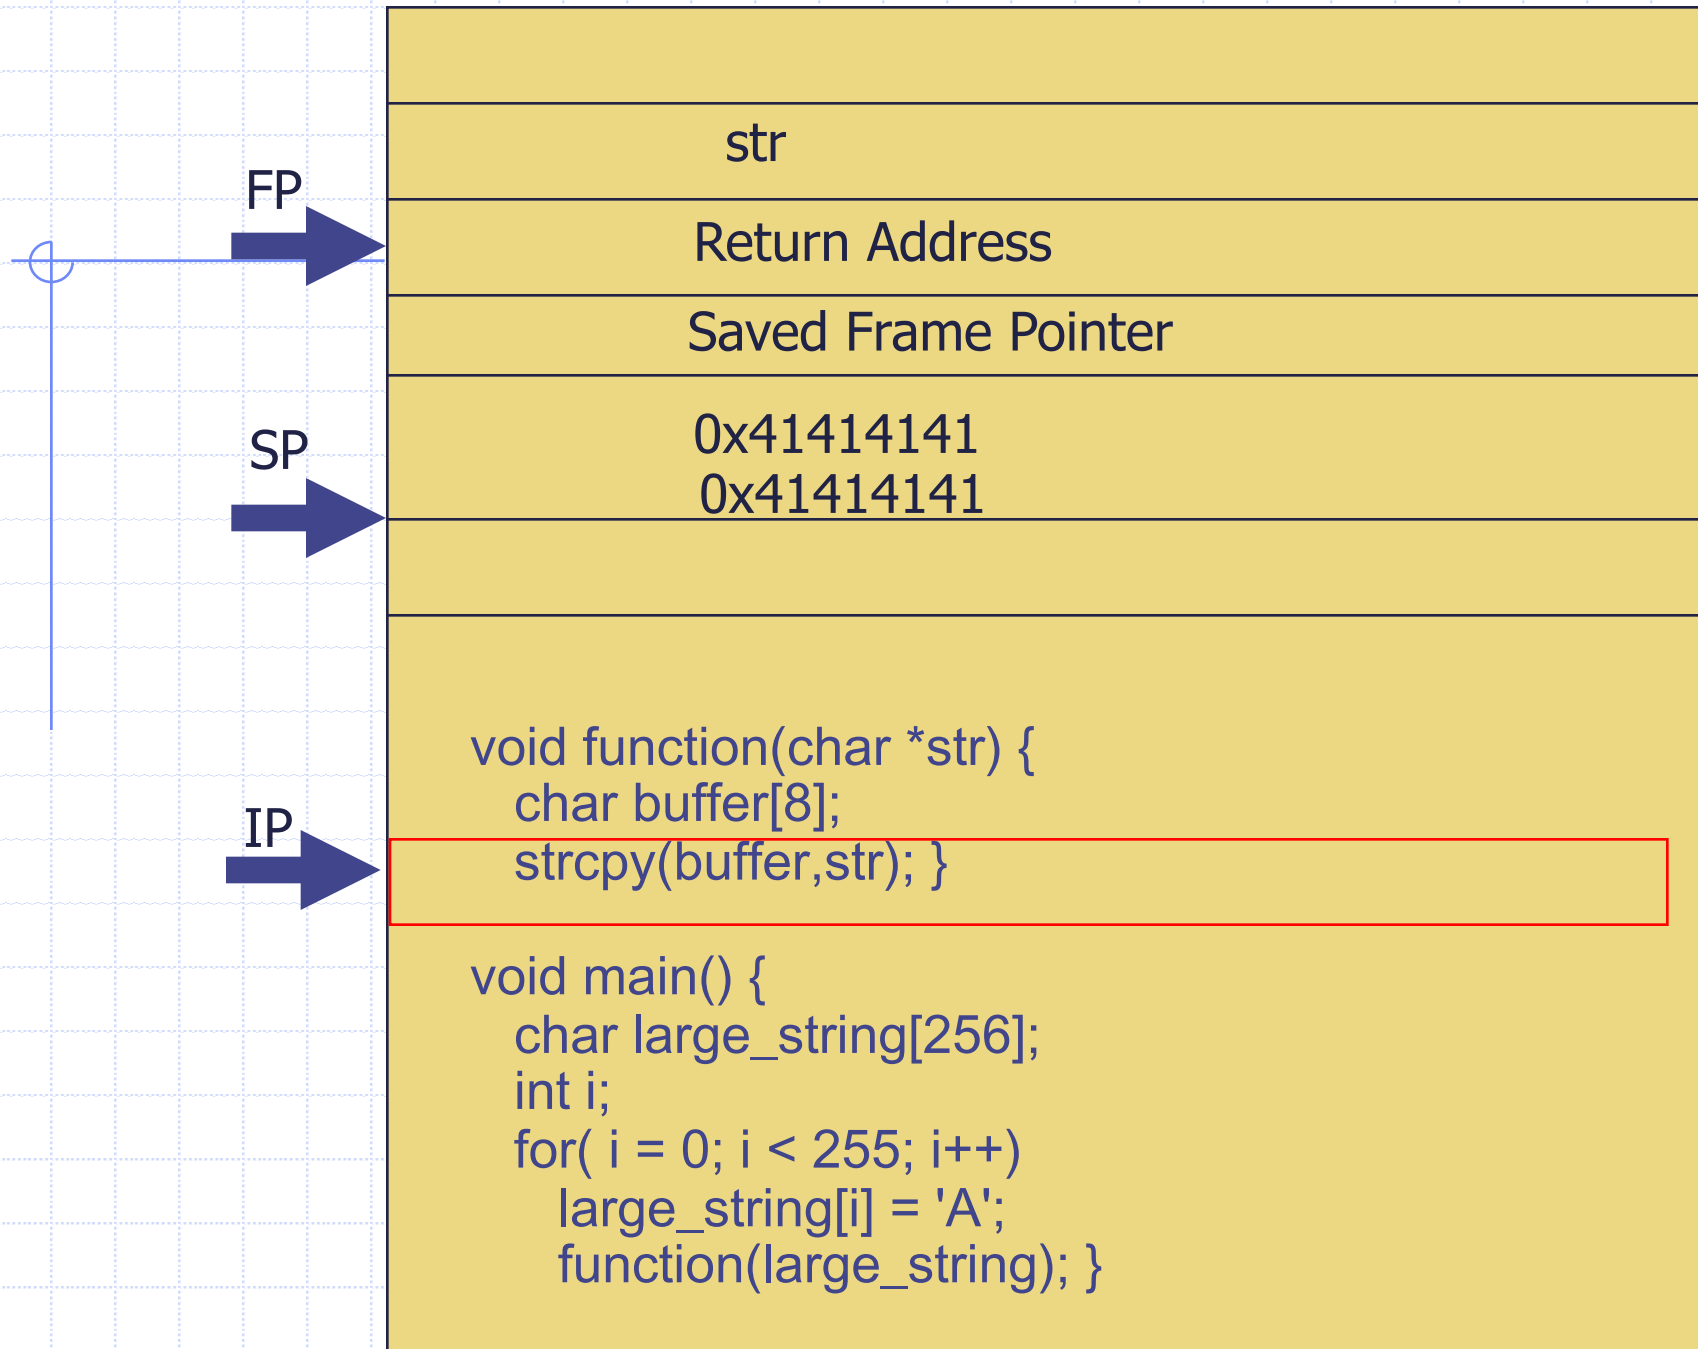 str
FP
Return Address
Saved Frame Pointer
0x41414141
SP
0x41414141
void function(char *str) {
char buffer[8];
IP
strcpy(buffer,str); }
void main() {
char large_string[256];
int i;
for( i = 0; i < 255; i++)
large_string[i] = 'A';
function(large_string); }